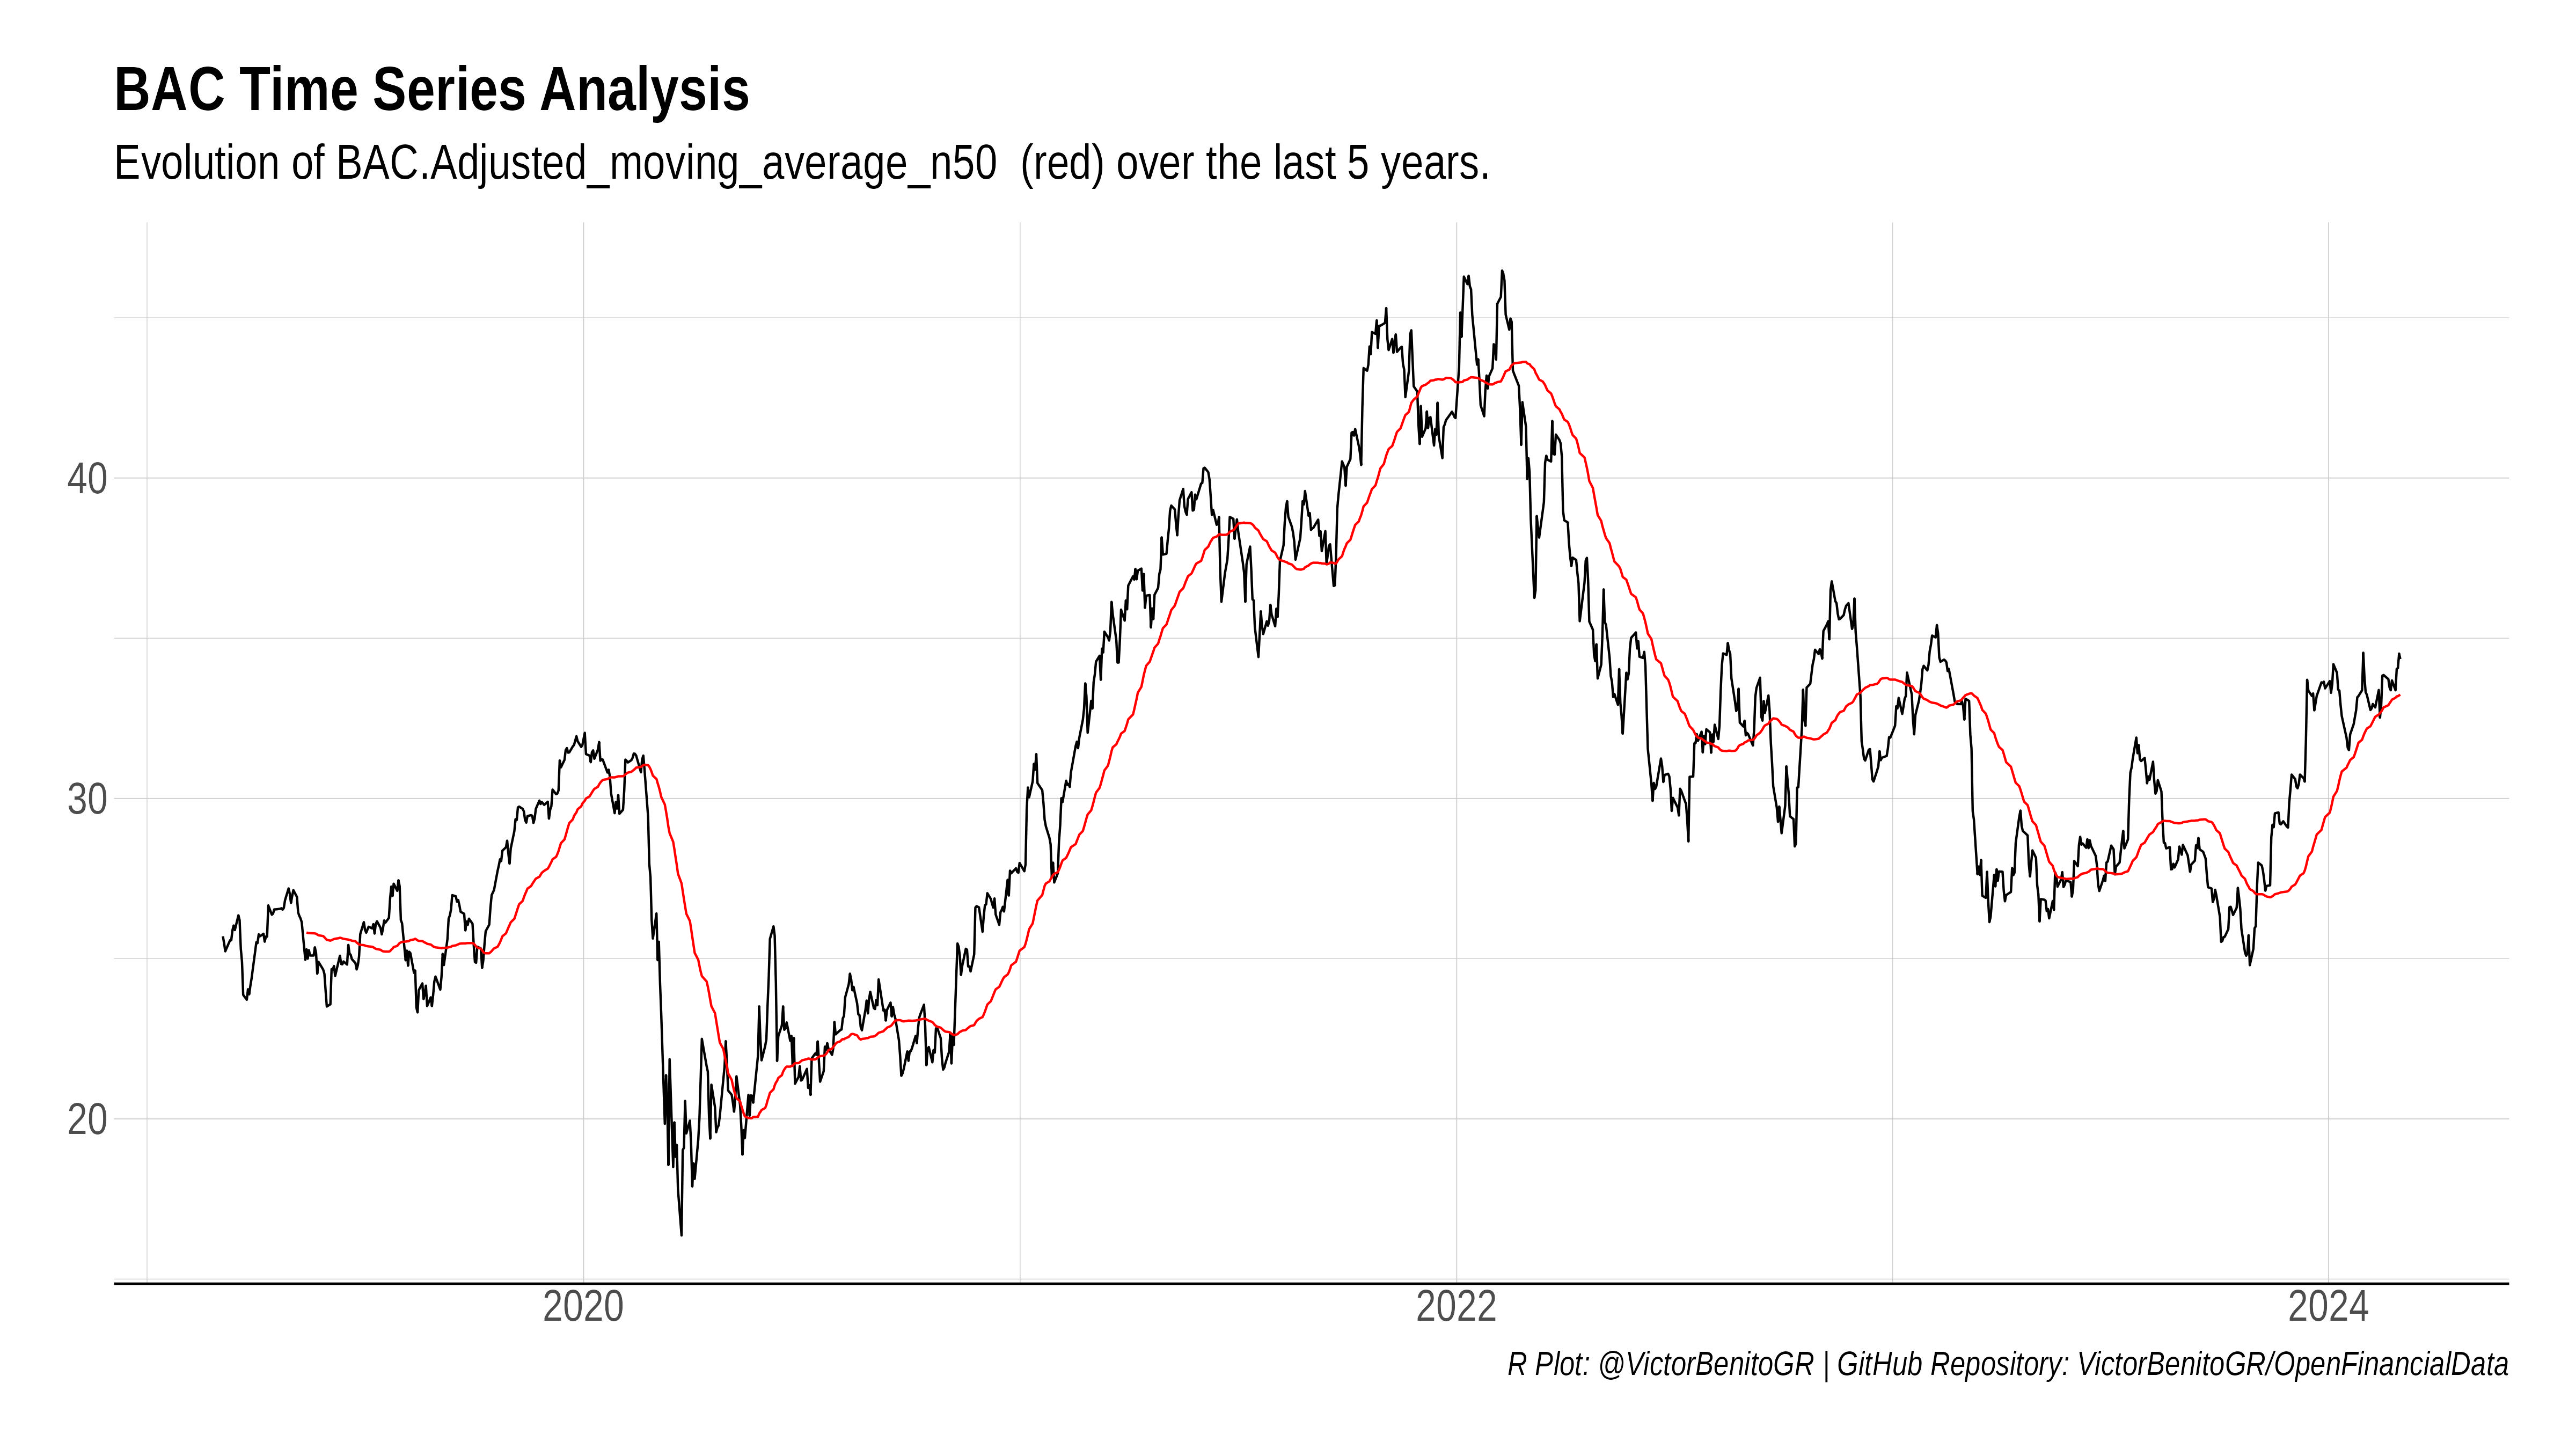 BAC Time Series Analysis
Evolution of BAC.Adjusted_moving_average_n50  (red) over the last 5 years.
40
30
20
2020 2022 2024
R Plot: @VictorBenitoGR | GitHub Repository: VictorBenitoGR/OpenFinancialData